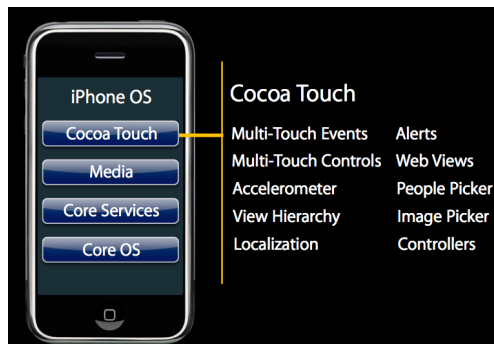 iPhone OS
Cocoa Touch
Media
Core Services
Core OS
Cocoa Touch
Multi-Touch Events Alerts
Multi-Touch Controls Web Views
Accelerometer People Picker
View Hierarchy Image Picker
Localization Controllers